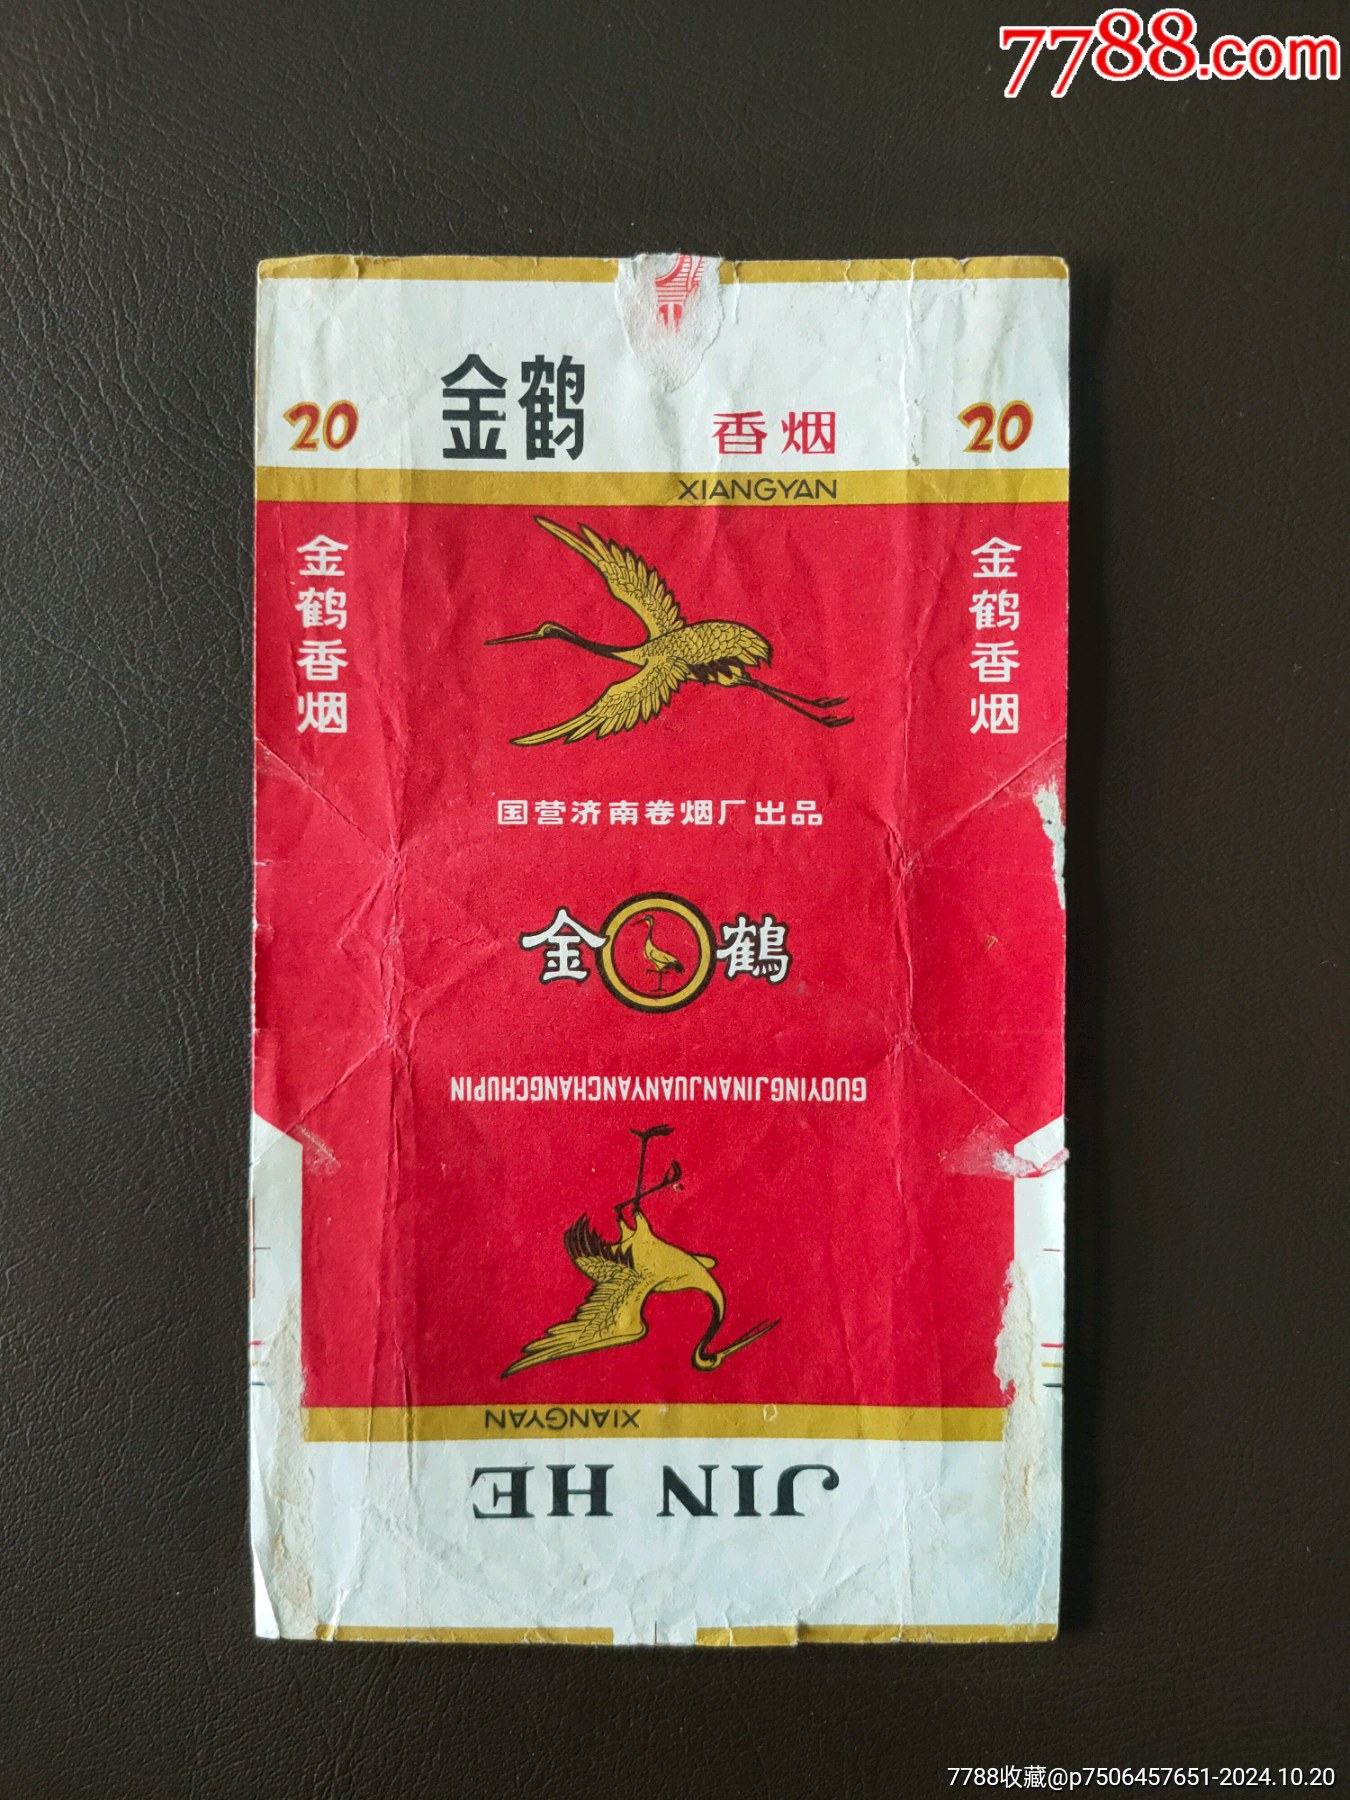 7788.com
金鹤 香烟
20 20
XIANGYAN
金鹤香烟
金鹤香烟
国营济南卷烟厂出品
金 鶴
GUOYINGJINANJUANYANCHANGCHUPIN
XIANGYAN
JIN HE
7788收藏@p7506457651-2024.10.20